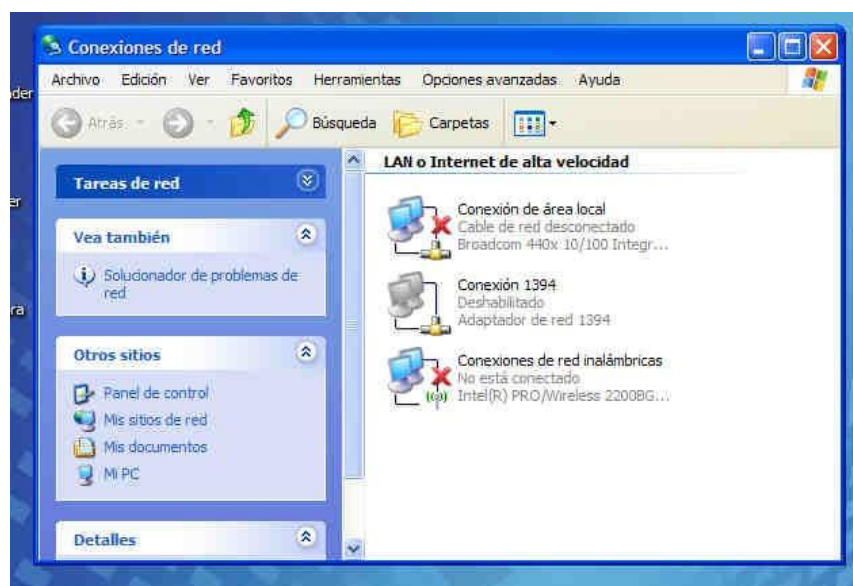 Conexiones de red
Archivo Edición Ver Favoritos Herramientas Opciones avanzadas Ayuda
Atrás Búsqueda Carpetas
Tareas de red
Vea también
Solucionador de problemas de
red
Otros sitios
Panel de control
Mis sitios de red
Mis documentos
Mi PC
Detalles
LAN o Internet de alta velocidad
Conexión de área local
Cable de red desconectado
Broadcom 440x 10/100 Integr...
Conexión 1394
Deshabilitado
Adaptador de red 1394
Conexiones de red inalámbricas
No está conectado
Intel(R) PRO/Wireless 2200BG...